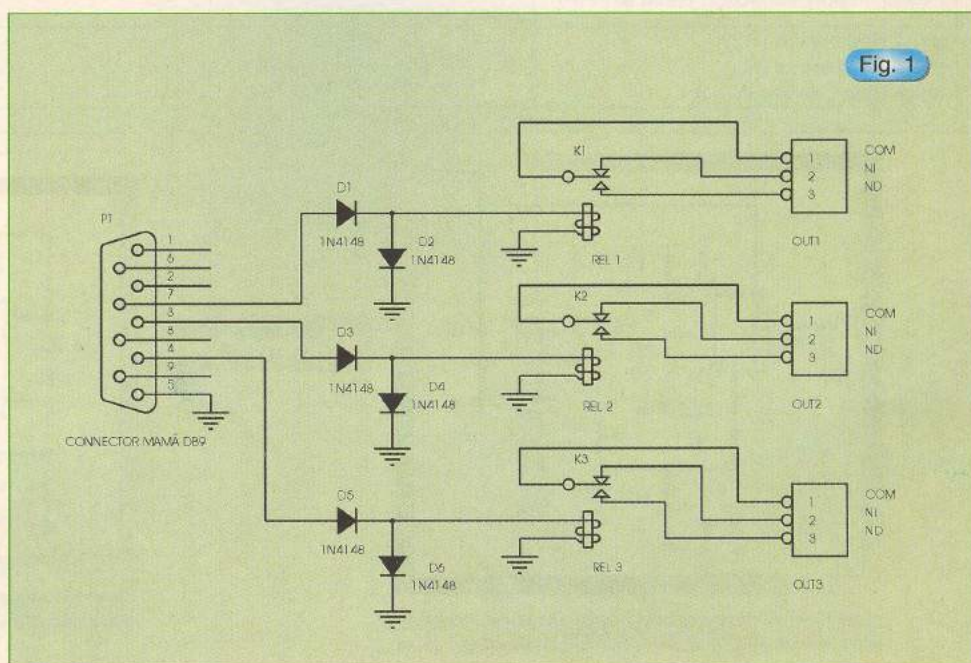 Fig. 1
K1
1
2
3
COM
NI
ND
OUT1
REL 1
D1
1N4148
D2
1N4148
P1
1
6
2
7
3
8
4
9
5
CONNECTOR MAMÁ DB9
K2
1
2
3
COM
NI
ND
OUT2
REL 2
D3
1N4148
D4
1N4148
K3
1
2
3
COM
NI
ND
OUT3
REL 3
D5
1N4148
D6
1N4148